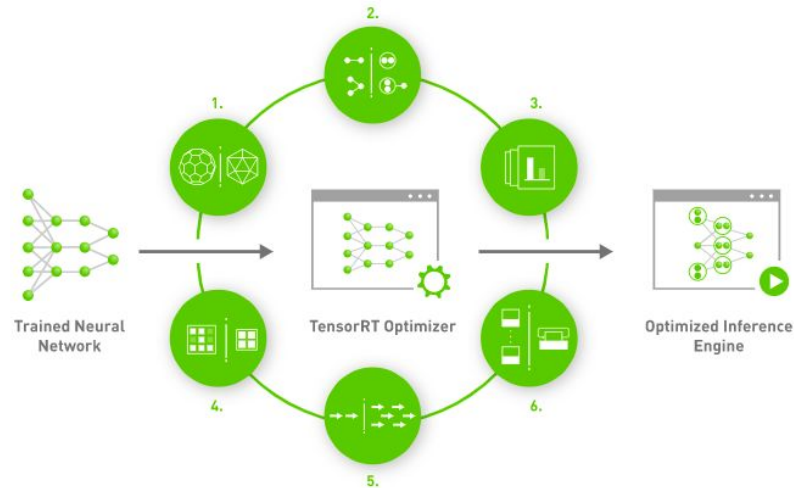 2.
1.
3.
Trained Neural
Network
TensorRT Optimizer
Optimized Inference
Engine
4.
6.
5.